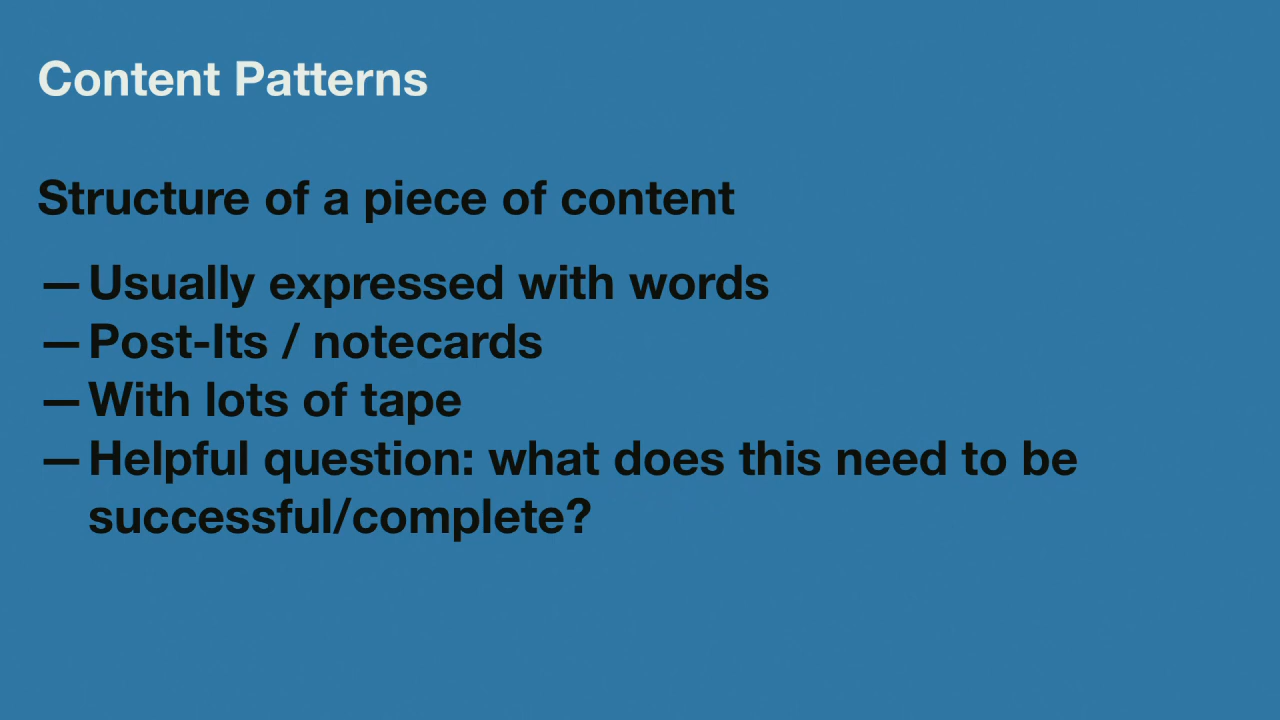 Content Patterns
Structure of a piece of content
— Usually expressed with words
— Post-Its / notecards
— With lots of tape
— Helpful question: what does this need to be
successful/complete?